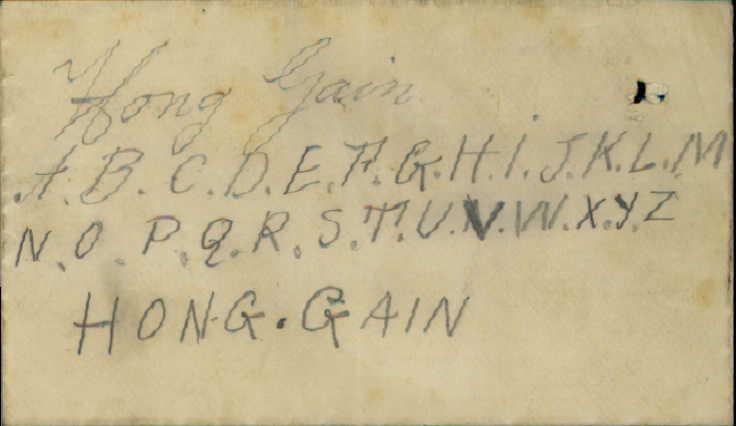 Hong Gain
.A.B.C.D.E.F.G.H.I.J.K.L.M
N.O.P.Q.R.S.T.U.V.W.X.Y.Z
HONG.GAIN